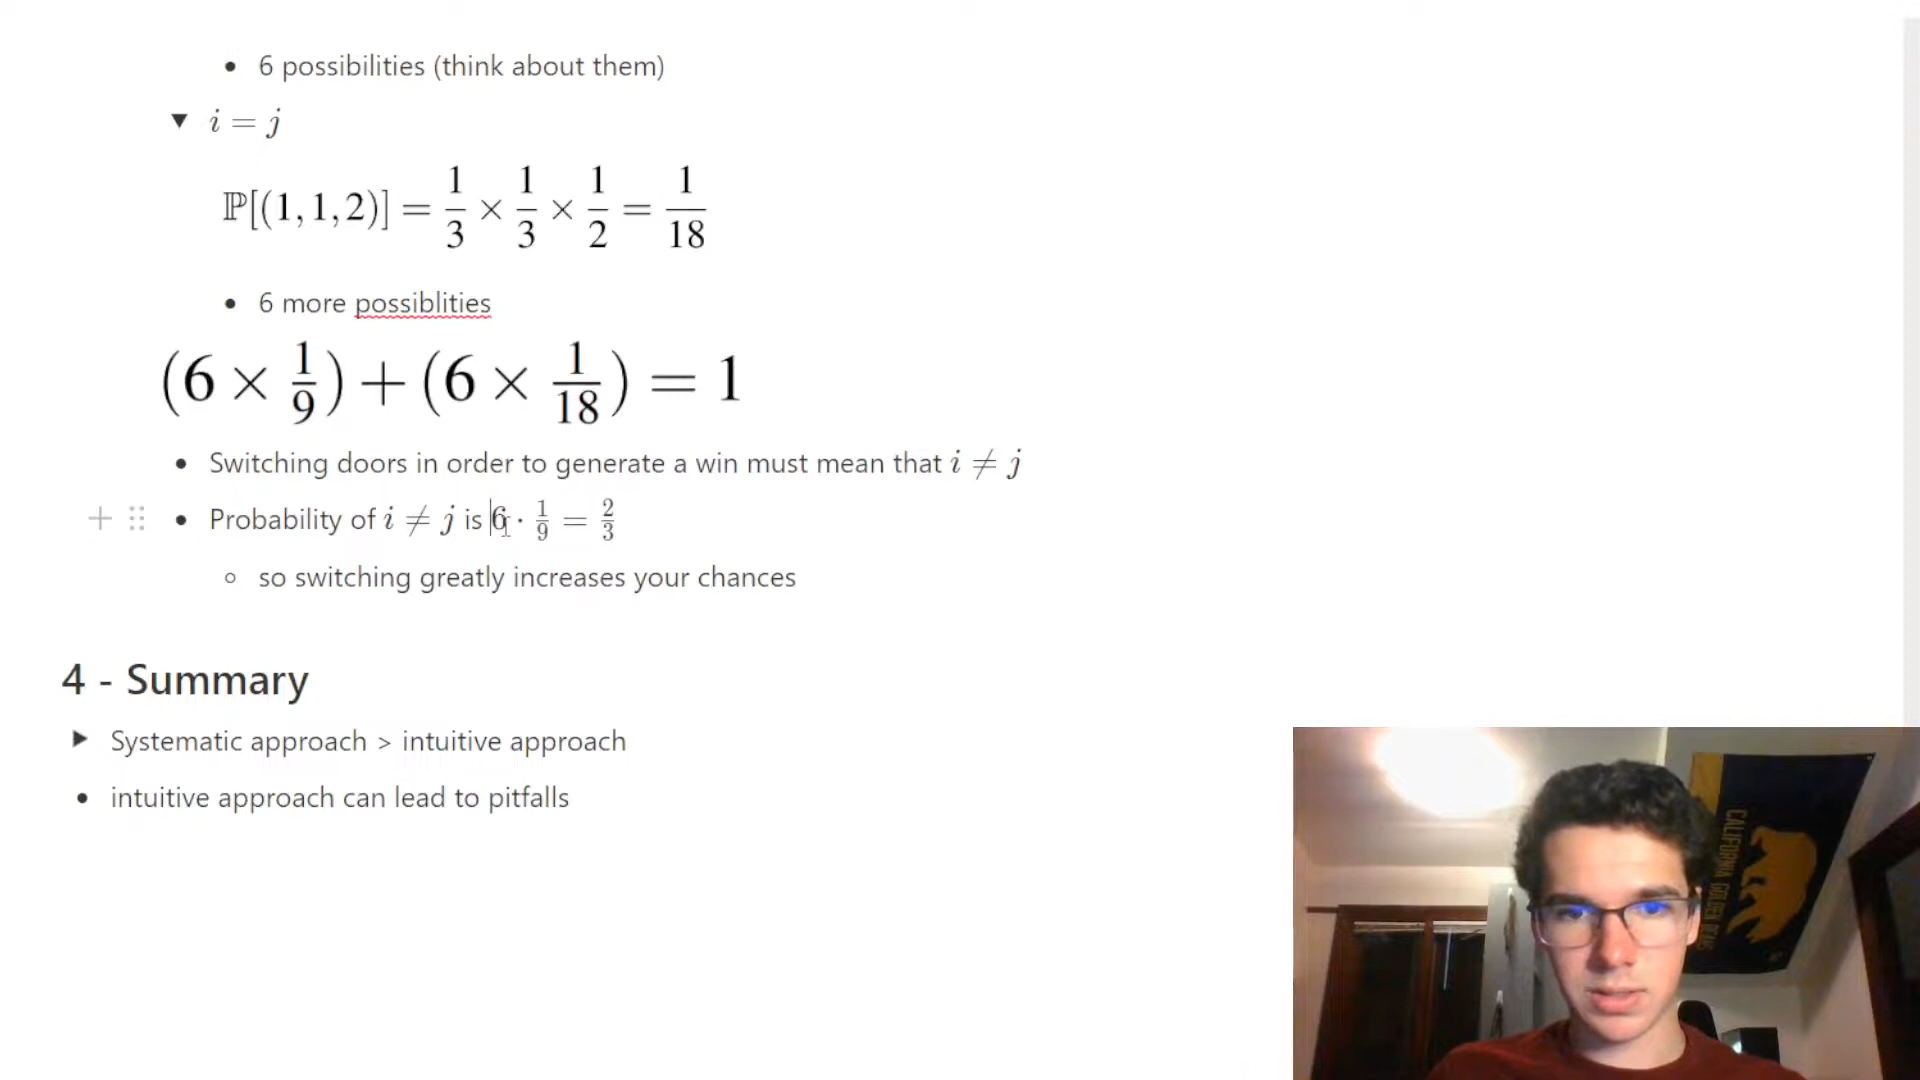 • 6 possibilities (think about them)
▼ i = j
ℙ[(1, 1, 2)] = 1/3 × 1/3 × 1/2 = 1/18
• 6 more possiblities
(6 × 1/9) + (6 × 1/18) = 1
• Switching doors in order to generate a win must mean that i ≠ j
• Probability of i ≠ j is 6 · 1/9 = 2/3
◦ so switching greatly increases your chances
4 - Summary
▶ Systematic approach > intuitive approach
• intuitive approach can lead to pitfalls
CALIFORNIA GOLDEN BEARS